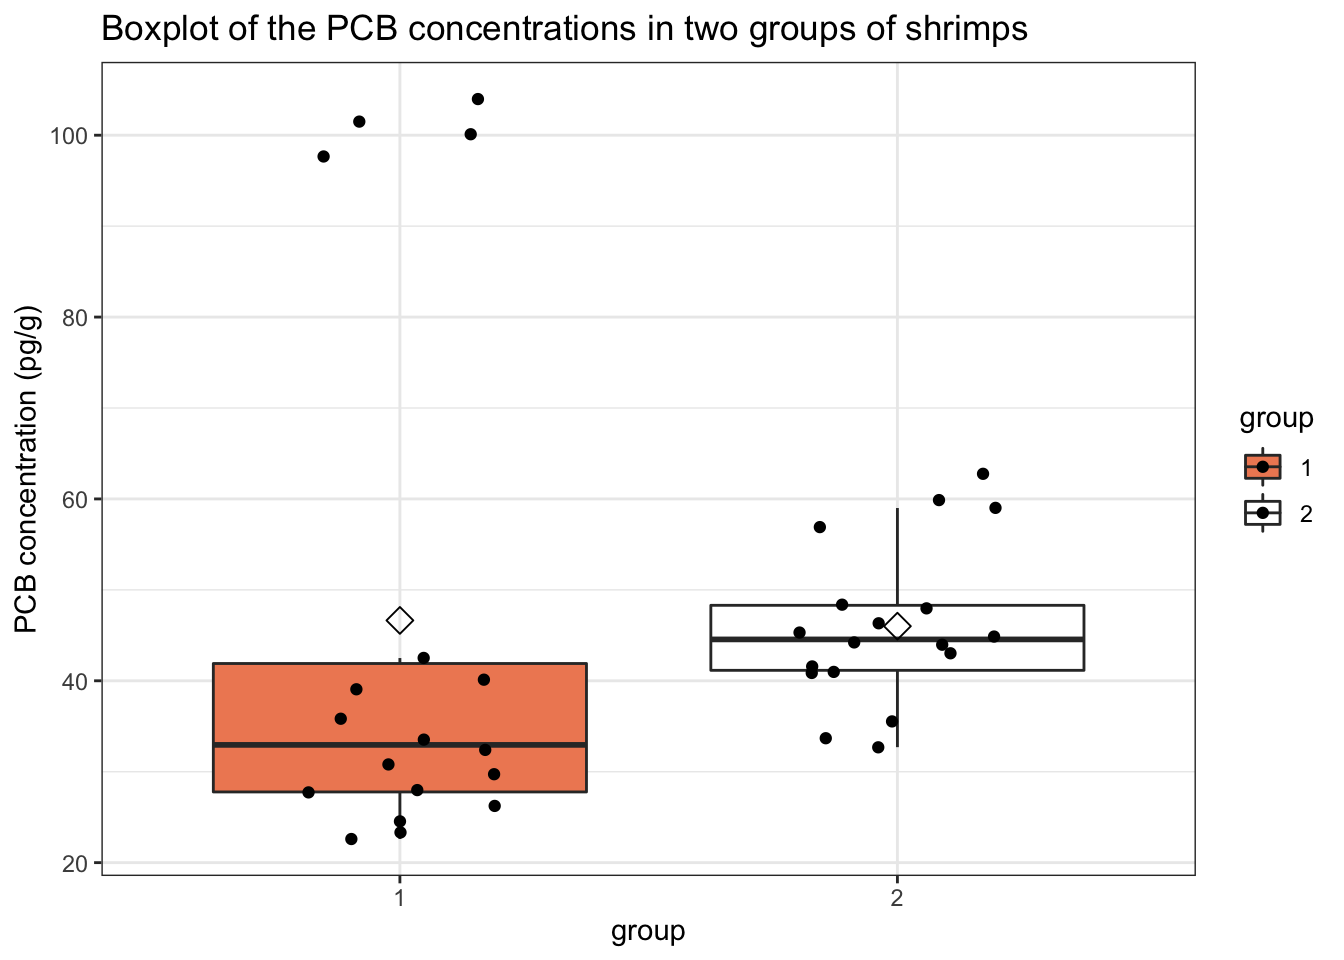 Boxplot of the PCB concentrations in two groups of shrimps
PCB concentration (pg/g)
100
80
60
40
20
1
2
group
group
1
2